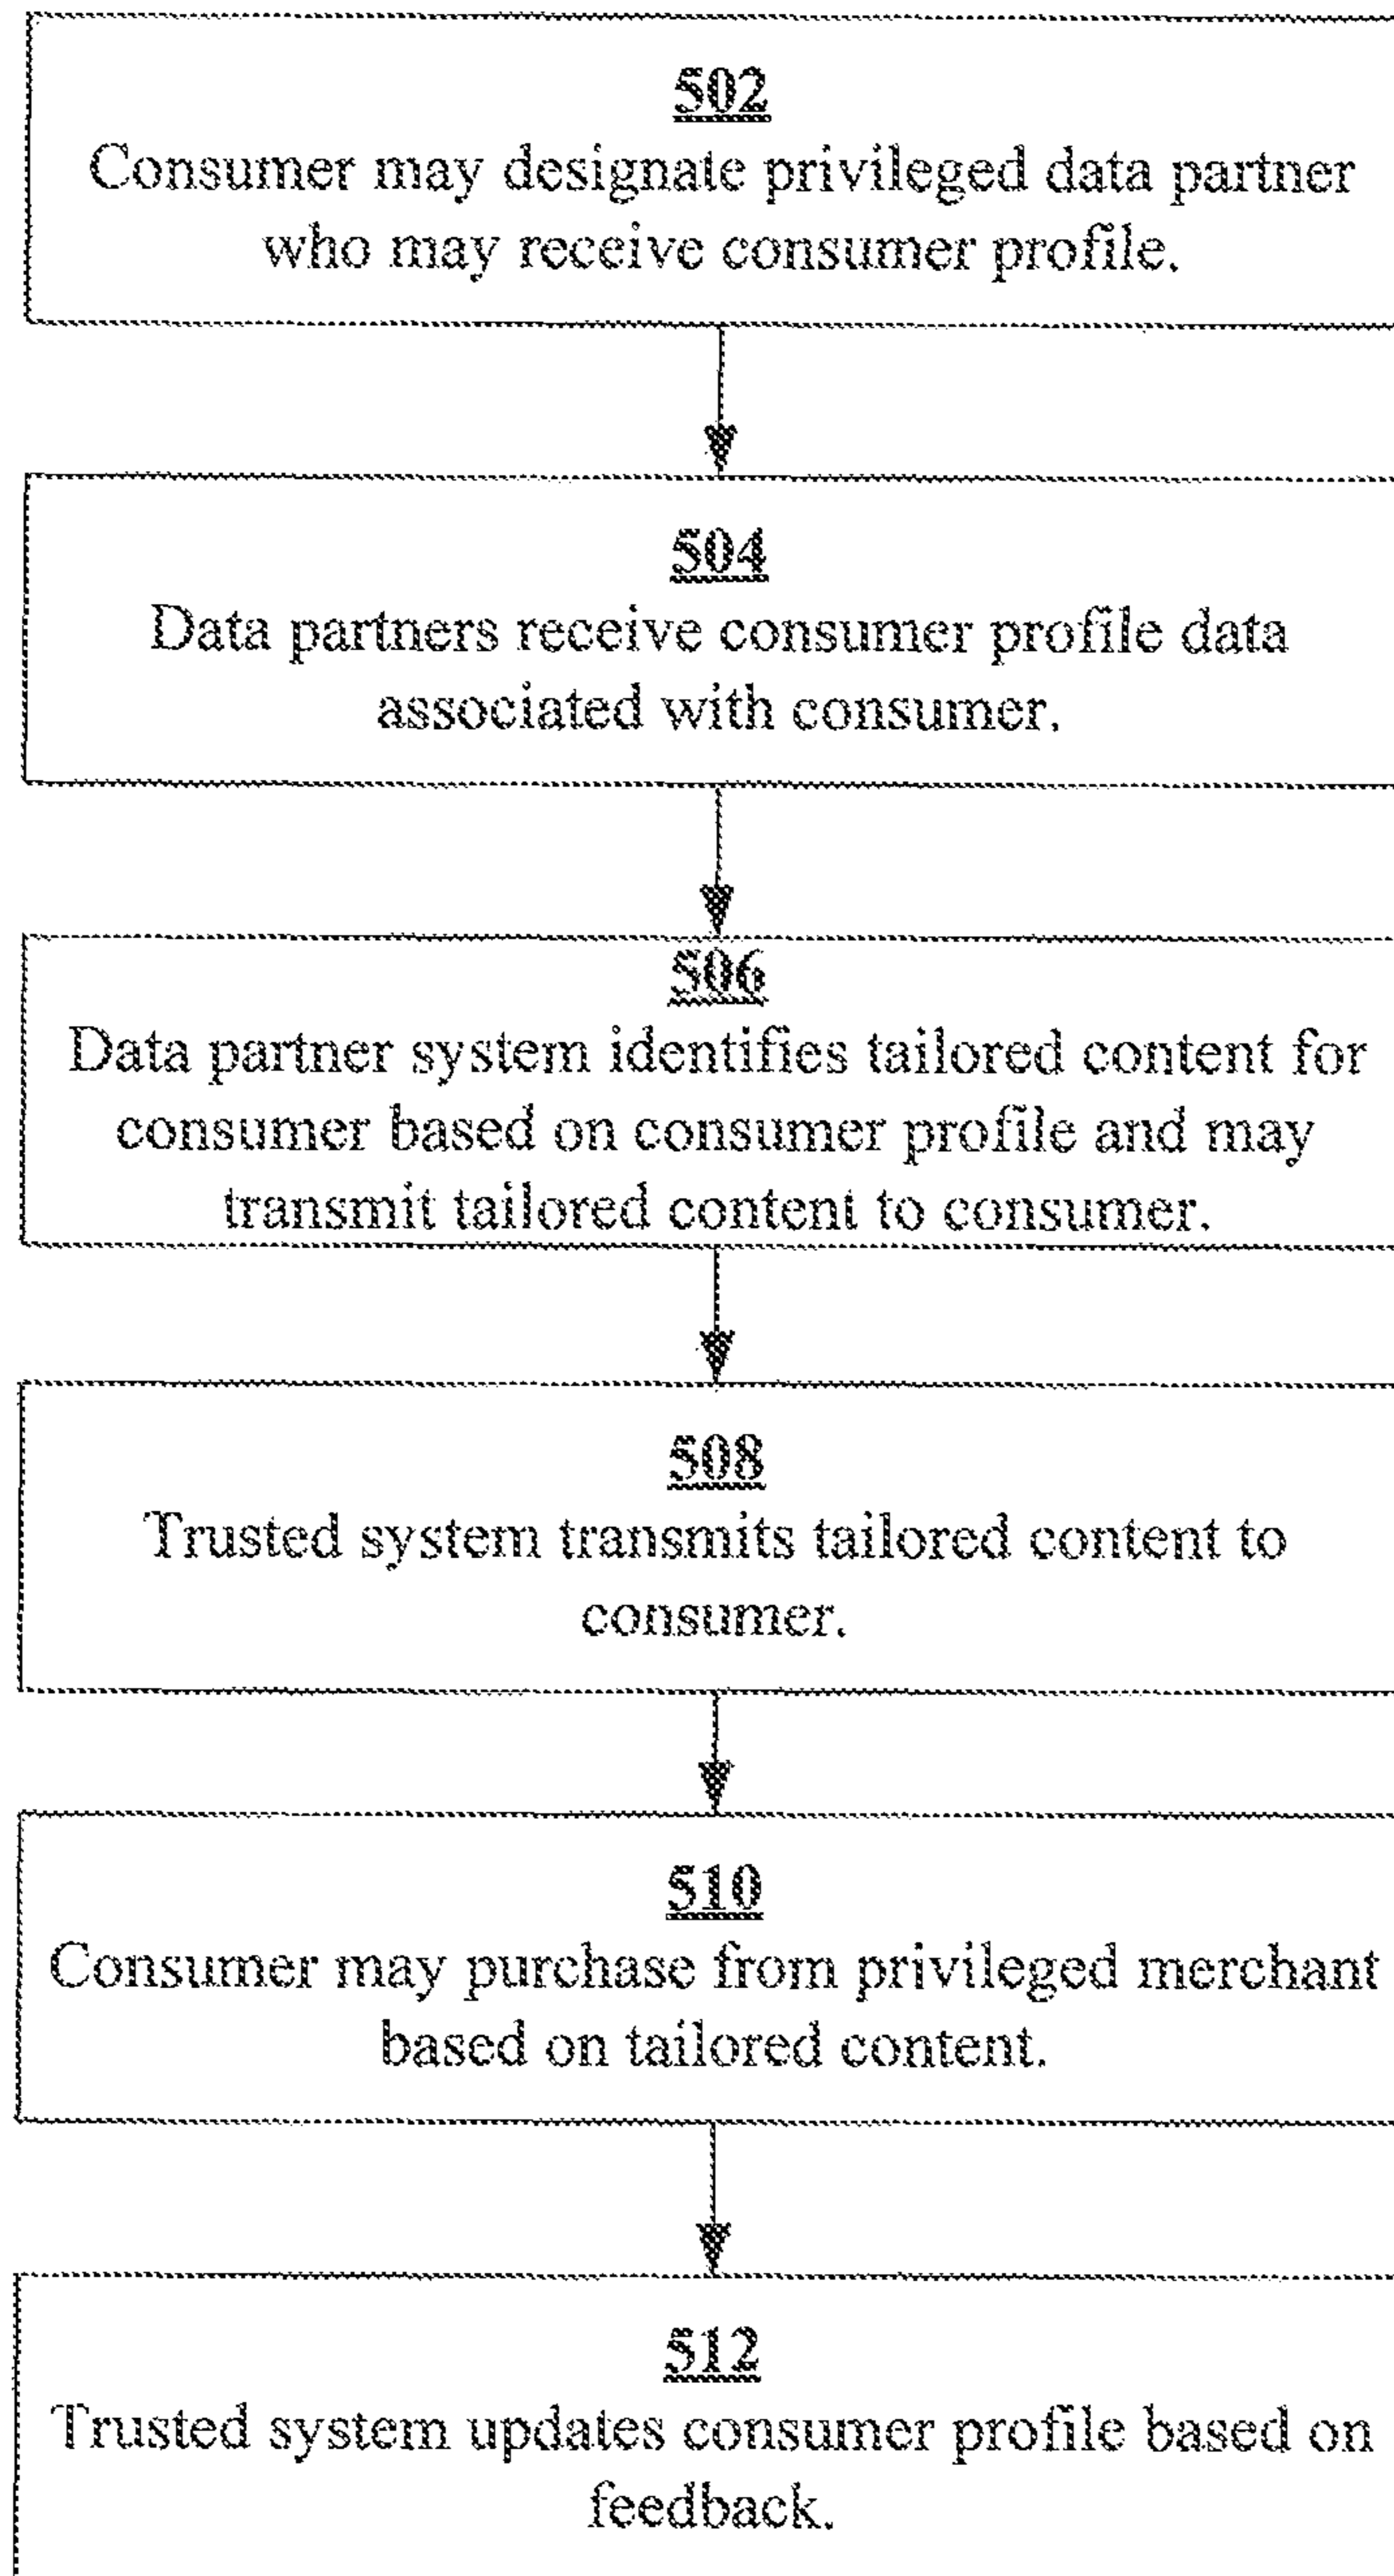 502
Consumer may designate privileged data partner
who may receive consumer profile.
504
Data partners receive consumer profile data
associated with consumer.
506
Data partner system identifies tailored content for
consumer based on consumer profile and may
transmit tailored content to consumer.
508
Trusted system transmits tailored content to
consumer.
510
Consumer may purchase from privileged merchant
based on tailored content.
512
Trusted system updates consumer profile based on
feedback.